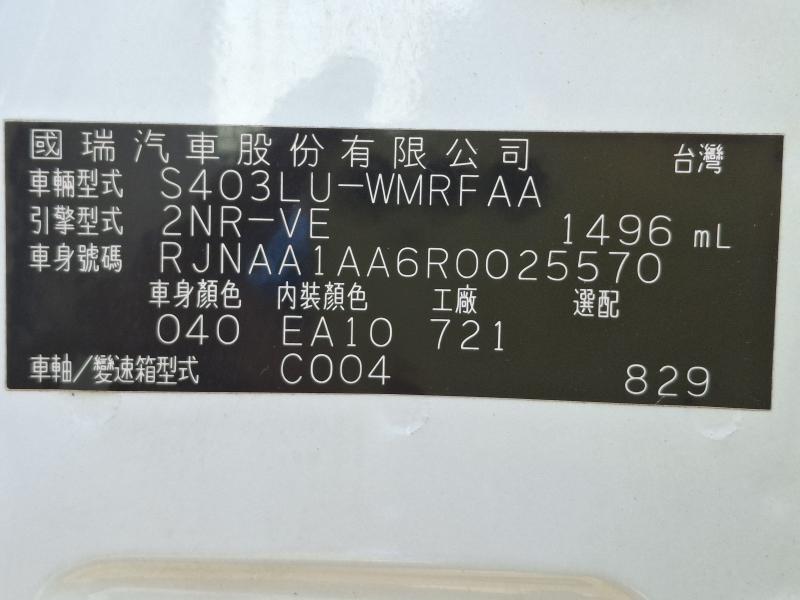 國瑞汽車股份有限公司 台灣
車輛型式 S403LU-WMRFAA
引擎型式 2NR-VE 1496 mL
車身號碼 RJNAA1AA6R0025570
車身顏色 內裝顏色 工廠 選配
040 EA10 721
車軸/變速箱型式 C004 829